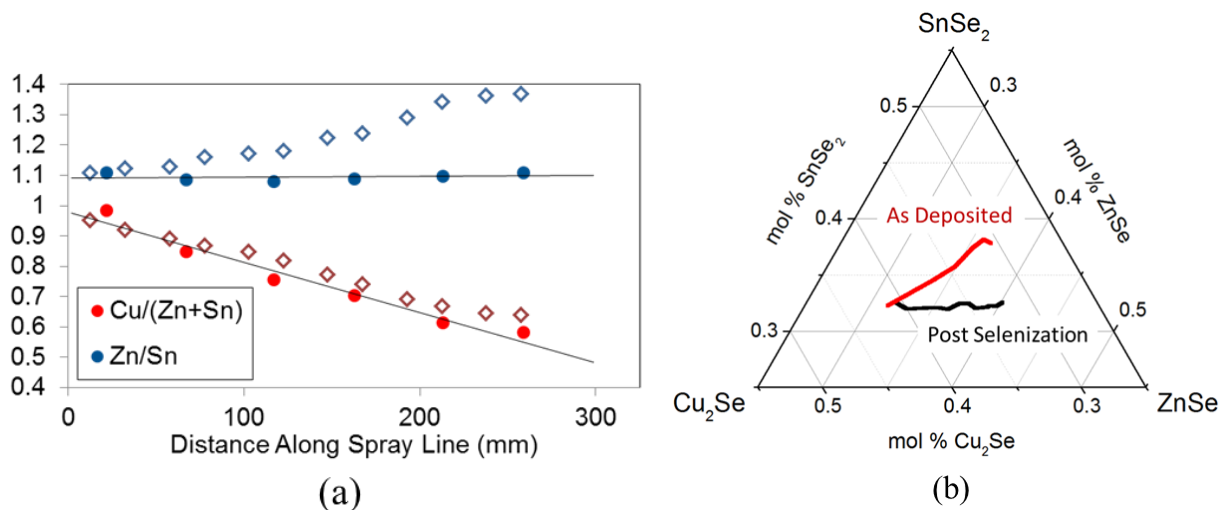 1.4
1.3
1.2
1.1
1
0.9
0.8
0.7
0.6
0.5
0.4
Cu/(Zn+Sn)
Zn/Sn
0 100 200 300
Distance Along Spray Line (mm)
(a)
SnSe₂
0.3
0.5
mol % SnSe₂
mol % ZnSe
0.4
0.4
As Deposited
0.3
0.5
Post Selenization
Cu₂Se
ZnSe
0.5 0.4 0.3
mol % Cu₂Se
(b)